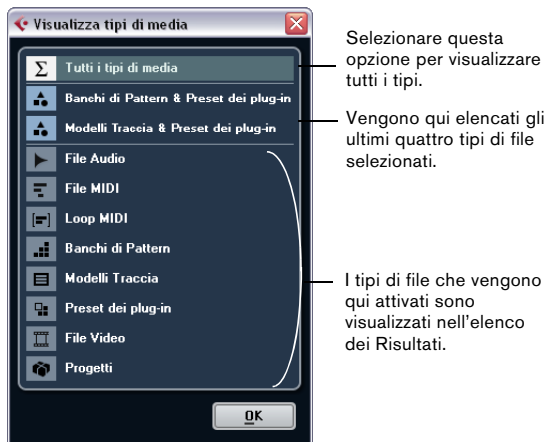 Visualizza tipi di media
Tutti i tipi di media
Banchi di Pattern & Preset dei plug-in
Modelli Traccia & Preset dei plug-in
File Audio
File MIDI
Loop MIDI
Banchi di Pattern
Modelli Traccia
Preset dei plug-in
File Video
Progetti
OK
Selezionare questa
opzione per visualizzare
tutti i tipi.
Vengono qui elencati gli
ultimi quattro tipi di file
selezionati.
I tipi di file che vengono
qui attivati sono
visualizzati nell'elenco
dei Risultati.